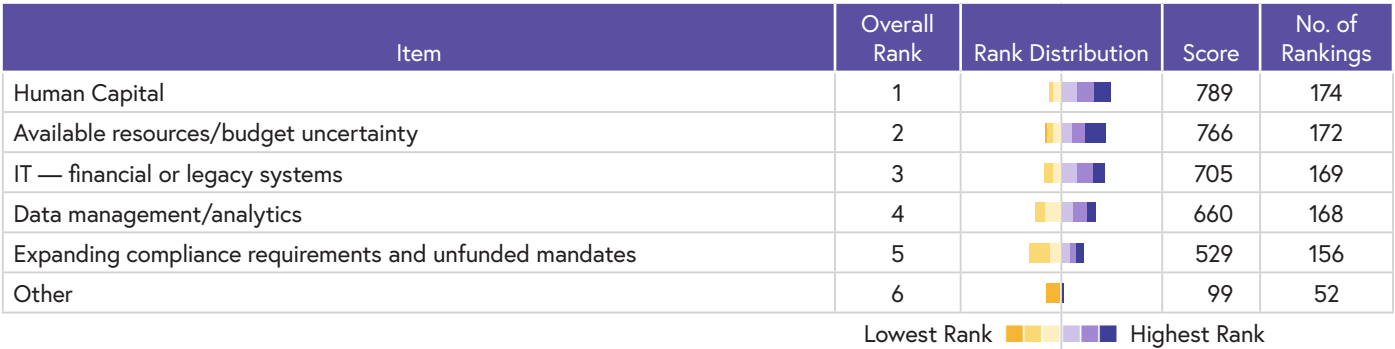 Item Overall Rank Rank Distribution Score No. of Rankings
Human Capital 1 789 174
Available resources/budget uncertainty 2 766 172
IT — financial or legacy systems 3 705 169
Data management/analytics 4 660 168
Expanding compliance requirements and unfunded mandates 5 529 156
Other 6 99 52
Lowest Rank Highest Rank